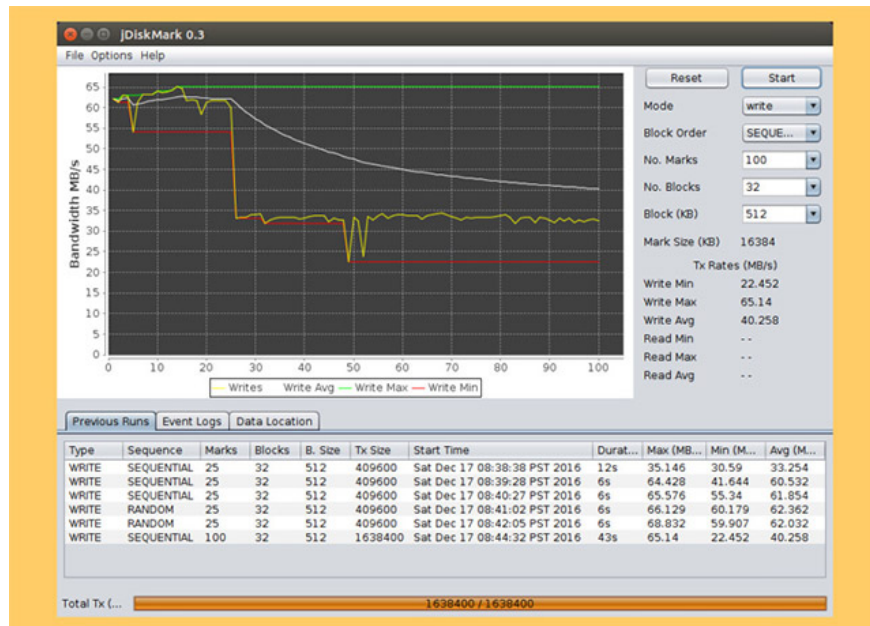 jDiskMark 0.3
File Options Help
Reset Start
Mode write
Block Order SEQUE...
No. Marks 100
No. Blocks 32
Block (KB) 512
Mark Size (KB) 16384
Tx Rates (MB/s)
Write Min 22.452
Write Max 65.14
Write Avg 40.258
Read Min --
Read Max --
Read Avg --
Bandwidth MB/s
65
60
55
50
45
40
35
30
25
20
15
10
5
0
0 10 20 30 40 50 60 70 80 90 100
Writes Write Avg Write Max Write Min
Previous Runs Event Logs Data Location
Type Sequence Marks Blocks B. Size Tx Size Start Time Durat... Max (MB... Min (M... Avg (M...
WRITE SEQUENTIAL 25 32 512 409600 Sat Dec 17 08:38:38 PST 2016 12s 35.146 30.59 33.254
WRITE SEQUENTIAL 25 32 512 409600 Sat Dec 17 08:39:28 PST 2016 6s 64.428 41.644 60.532
WRITE SEQUENTIAL 25 32 512 409600 Sat Dec 17 08:40:27 PST 2016 6s 65.576 55.34 61.854
WRITE RANDOM 25 32 512 409600 Sat Dec 17 08:41:02 PST 2016 6s 66.129 60.179 62.362
WRITE RANDOM 25 32 512 409600 Sat Dec 17 08:42:05 PST 2016 6s 68.832 59.907 62.032
WRITE SEQUENTIAL 100 32 512 1638400 Sat Dec 17 08:44:32 PST 2016 43s 65.14 22.452 40.258
Total Tx (... 1638400 / 1638400